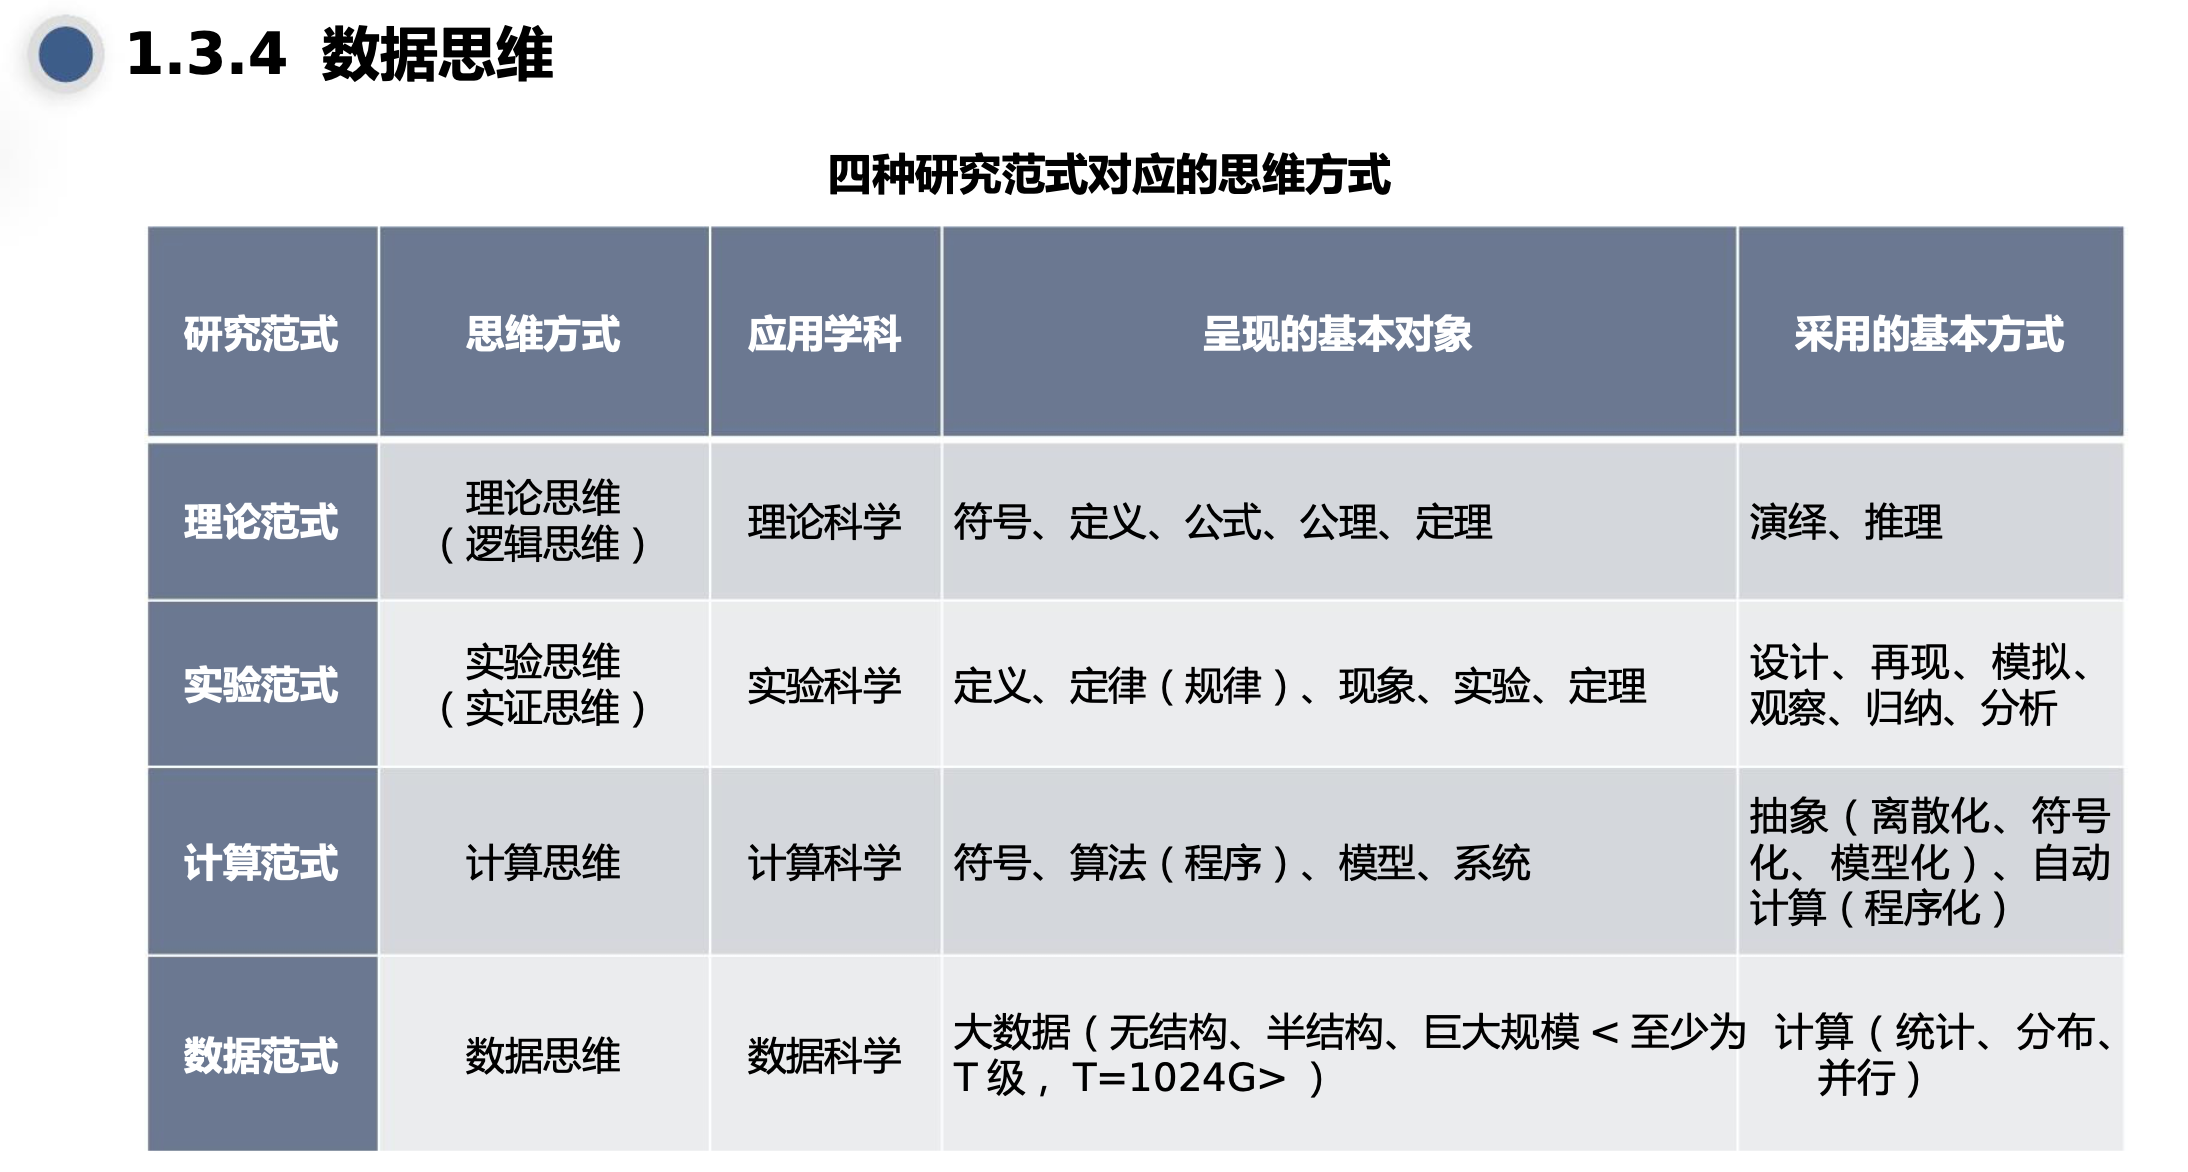 1.3.4 数据思维
四种研究范式对应的思维方式
研究范式 思维方式 应用学科 呈现的基本对象 采用的基本方式
理论范式
理论思维
（逻辑思维）
理论科学
符号、定义、公式、公理、定理
演绎、推理
实验范式
实验思维
（实证思维）
实验科学
定义、定律（规律）、现象、实验、定理
设计、再现、模拟、
观察、归纳、分析
计算范式
计算思维
计算科学
符号、算法（程序）、模型、系统
抽象（离散化、符号
化、模型化）、自动
计算（程序化）
数据范式
数据思维
数据科学
大数据（无结构、半结构、巨大规模 < 至少为
T 级， T=1024G> ）
计算（统计、分布、
并行）